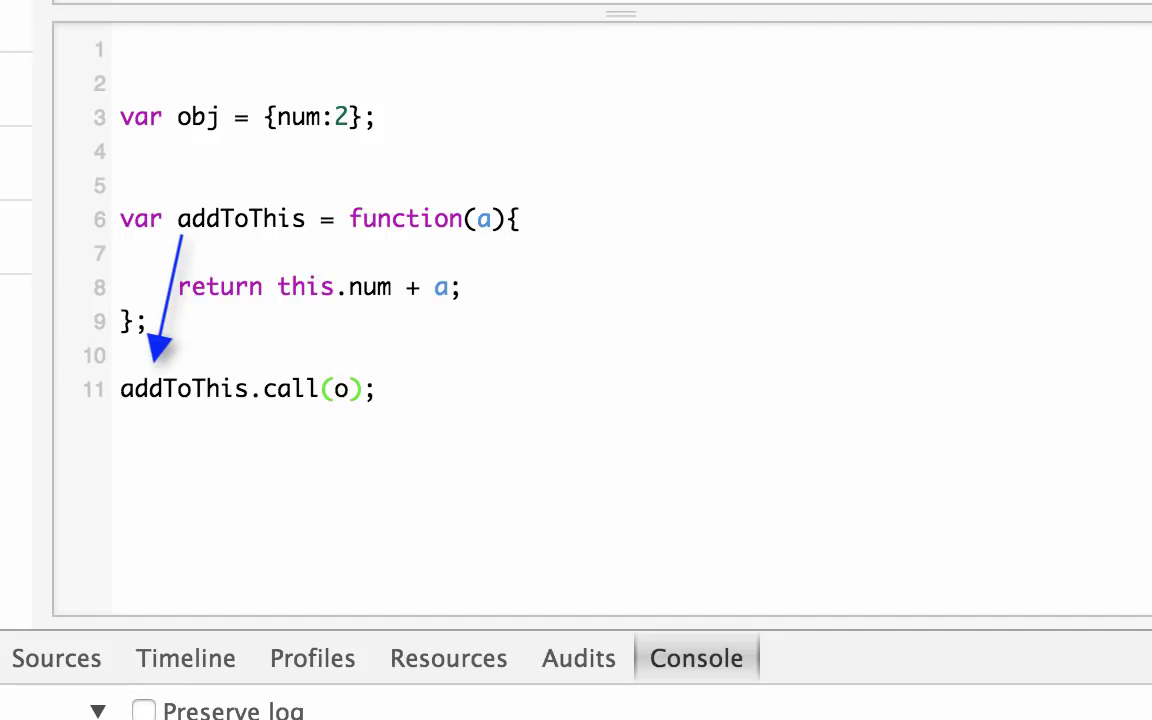 1
2
3 var obj = {num:2};
4
5
6 var addToThis = function(a){
7
8 return this.num + a;
9 };
10
11 addToThis.call(o);
Sources Timeline Profiles Resources Audits Console
▼ Preserve log